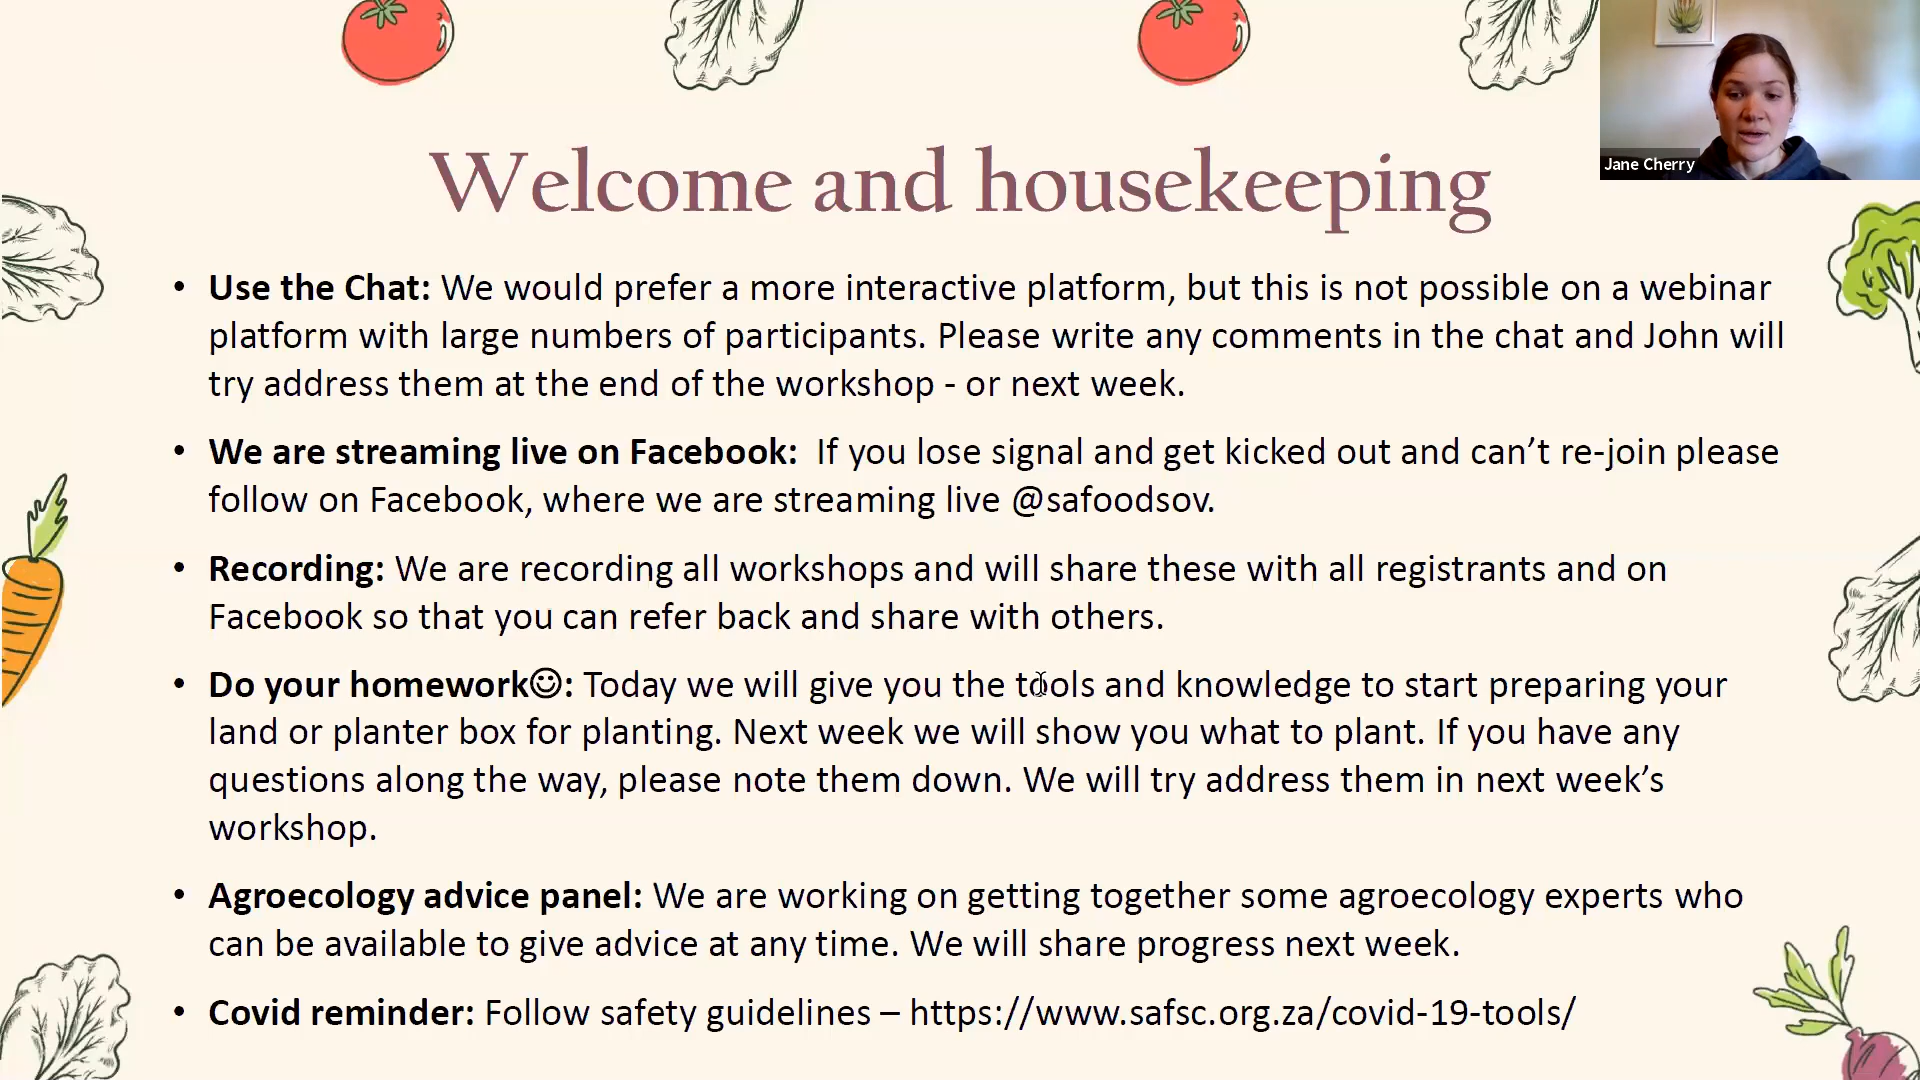 Welcome and housekeeping
Jane Cherry
• Use the Chat: We would prefer a more interactive platform, but this is not possible on a webinar
platform with large numbers of participants. Please write any comments in the chat and John will
try address them at the end of the workshop - or next week.
• We are streaming live on Facebook: If you lose signal and get kicked out and can’t re-join please
follow on Facebook, where we are streaming live @safoodsov.
• Recording: We are recording all workshops and will share these with all registrants and on
Facebook so that you can refer back and share with others.
• Do your homework☺: Today we will give you the tools and knowledge to start preparing your
land or planter box for planting. Next week we will show you what to plant. If you have any
questions along the way, please note them down. We will try address them in next week’s
workshop.
• Agroecology advice panel: We are working on getting together some agroecology experts who
can be available to give advice at any time. We will share progress next week.
• Covid reminder: Follow safety guidelines – https://www.safsc.org.za/covid-19-tools/